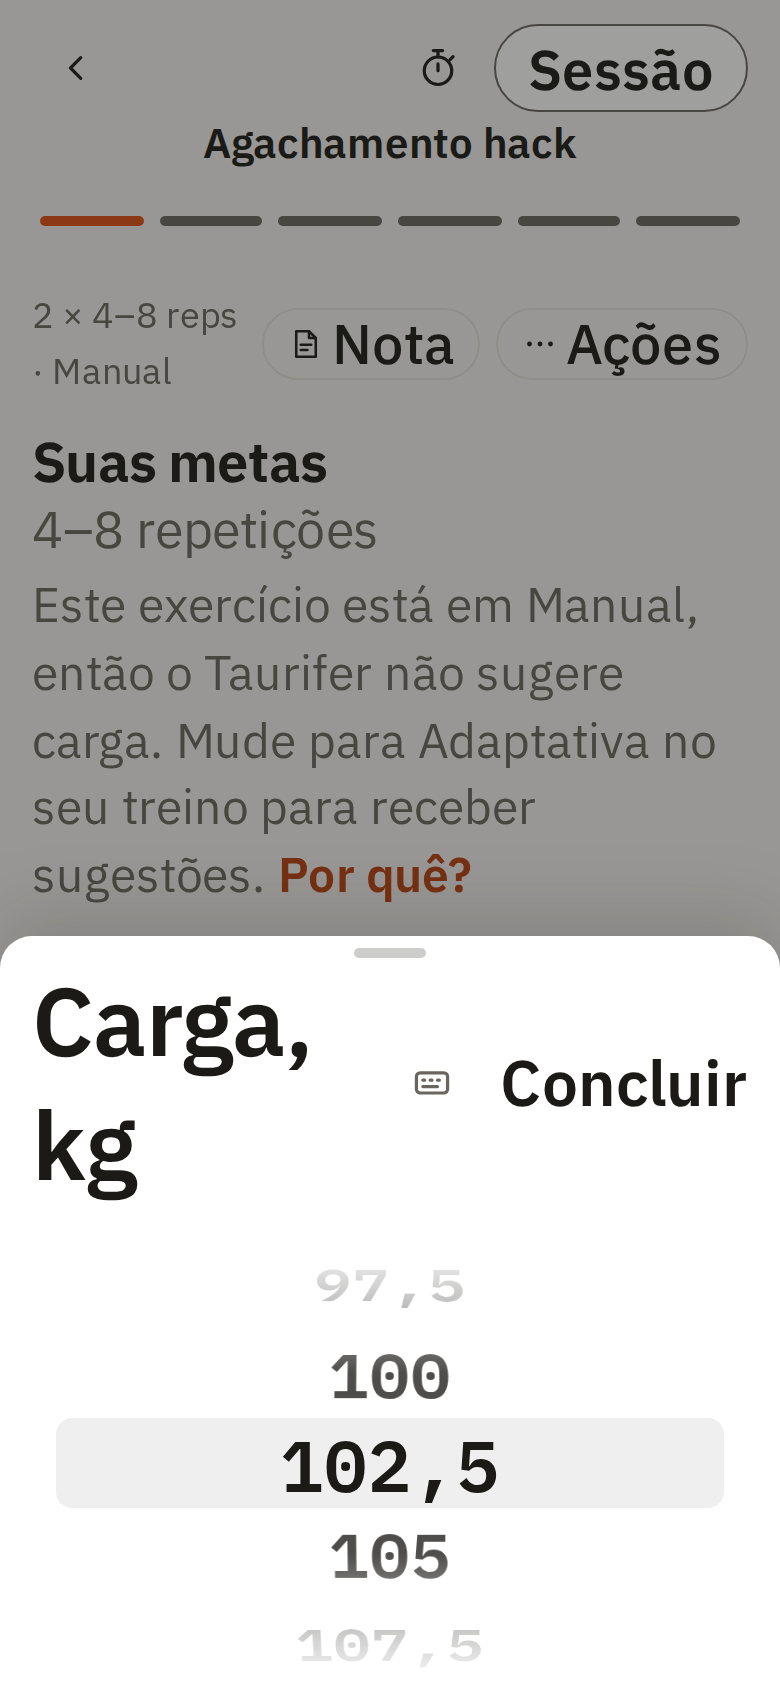 Sessão
Agachamento hack
2 × 4–8 reps
· Manual
Nota
··· Ações
Suas metas
4–8 repetições
Este exercício está em Manual,
então o Taurifer não sugere
carga. Mude para Adaptativa no
seu treino para receber
sugestões. Por quê?
Carga,
kg
Concluir
97,5
100
102,5
105
107,5